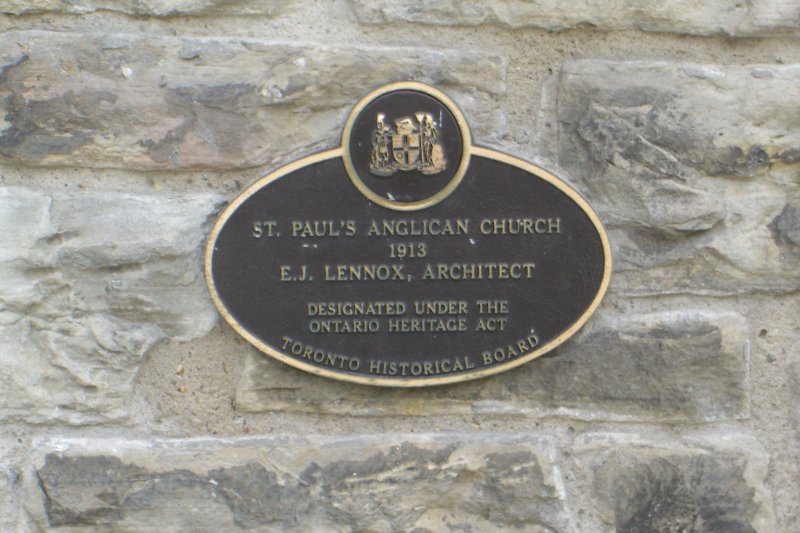 ST. PAUL'S ANGLICAN CHURCH
1913
E.J. LENNOX, ARCHITECT
DESIGNATED UNDER THE
ONTARIO HERITAGE ACT
TORONTO HISTORICAL BOARD